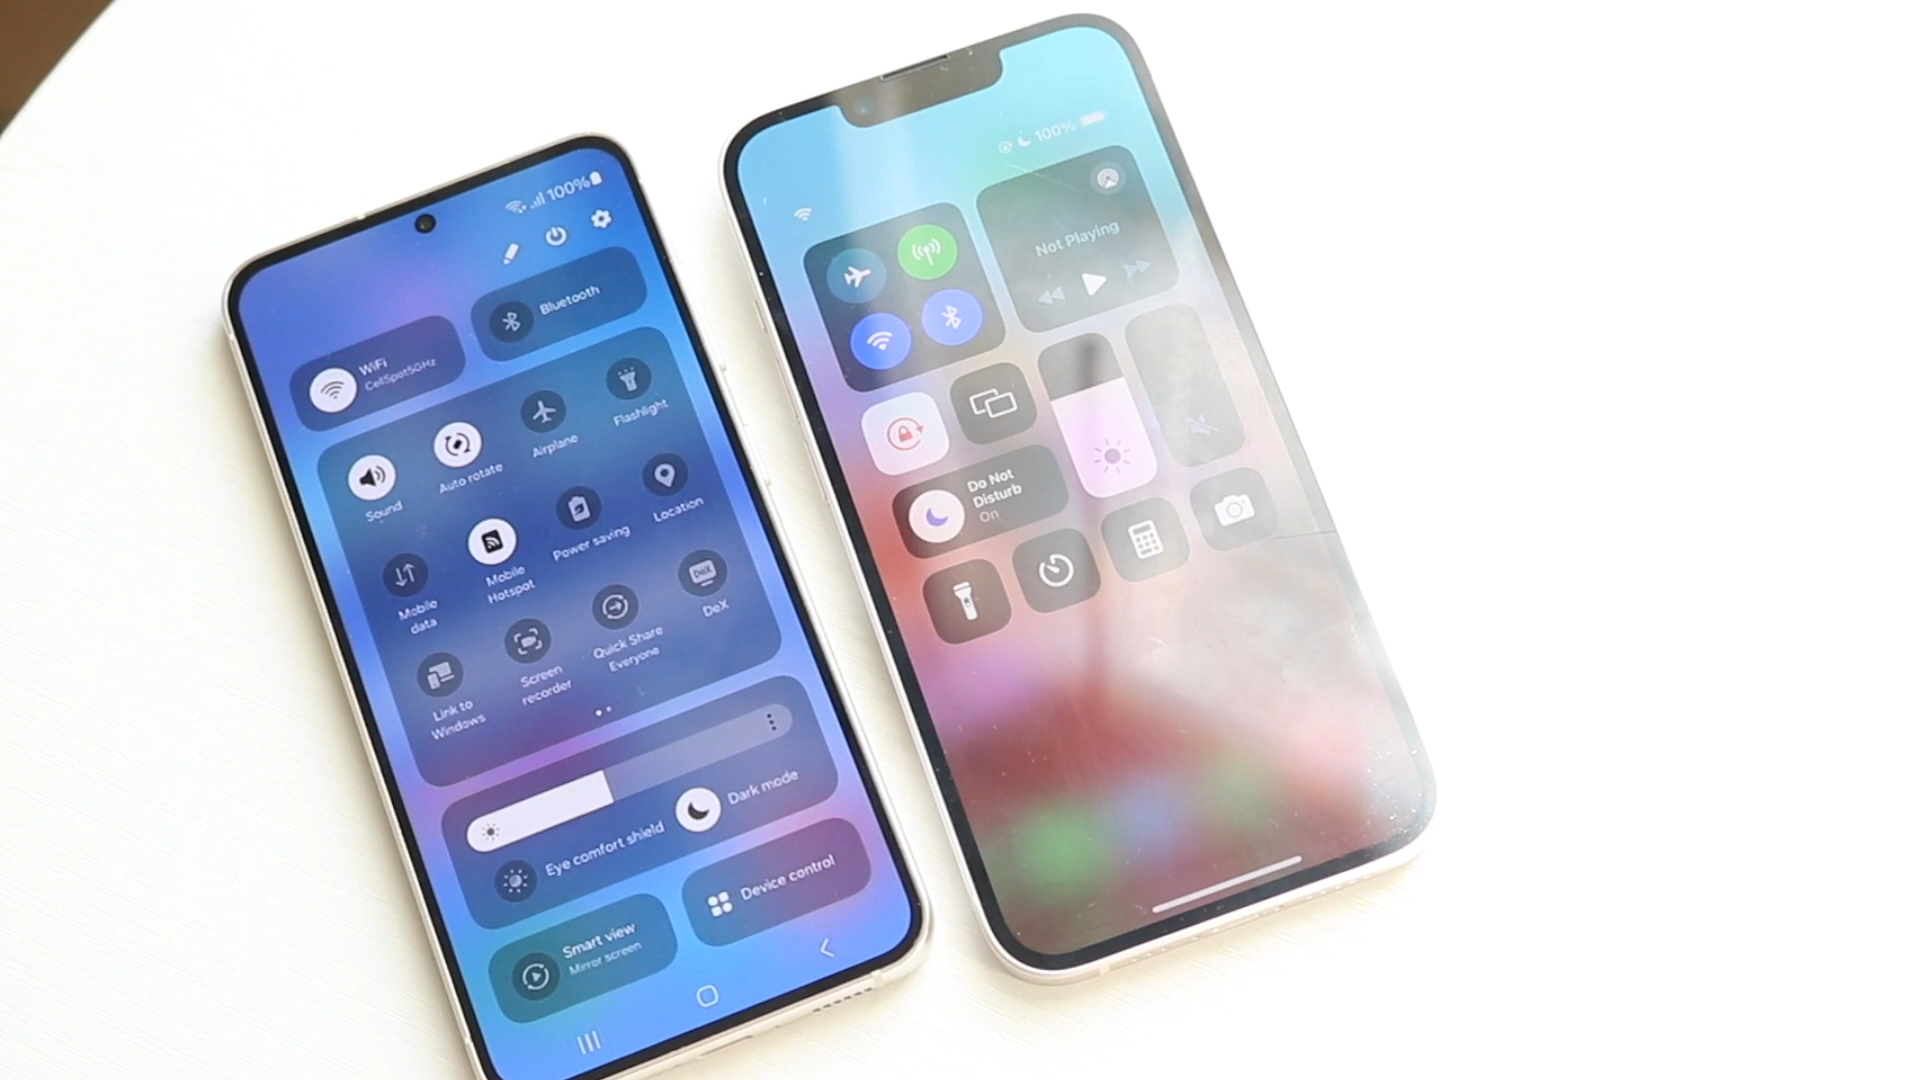 100%
WiFi
CellSpot5GHz
Bluetooth
Sound
Auto rotate
Airplane
Flashlight
Mobile
data
Mobile
Hotspot
Power saving
Location
Link to
Windows
Screen
recorder
Quick Share
Everyone
DeX
DeX
Eye comfort shield
Dark mode
Smart view
Mirror screen
Device control
100%
Not Playing
Do Not
Disturb
On